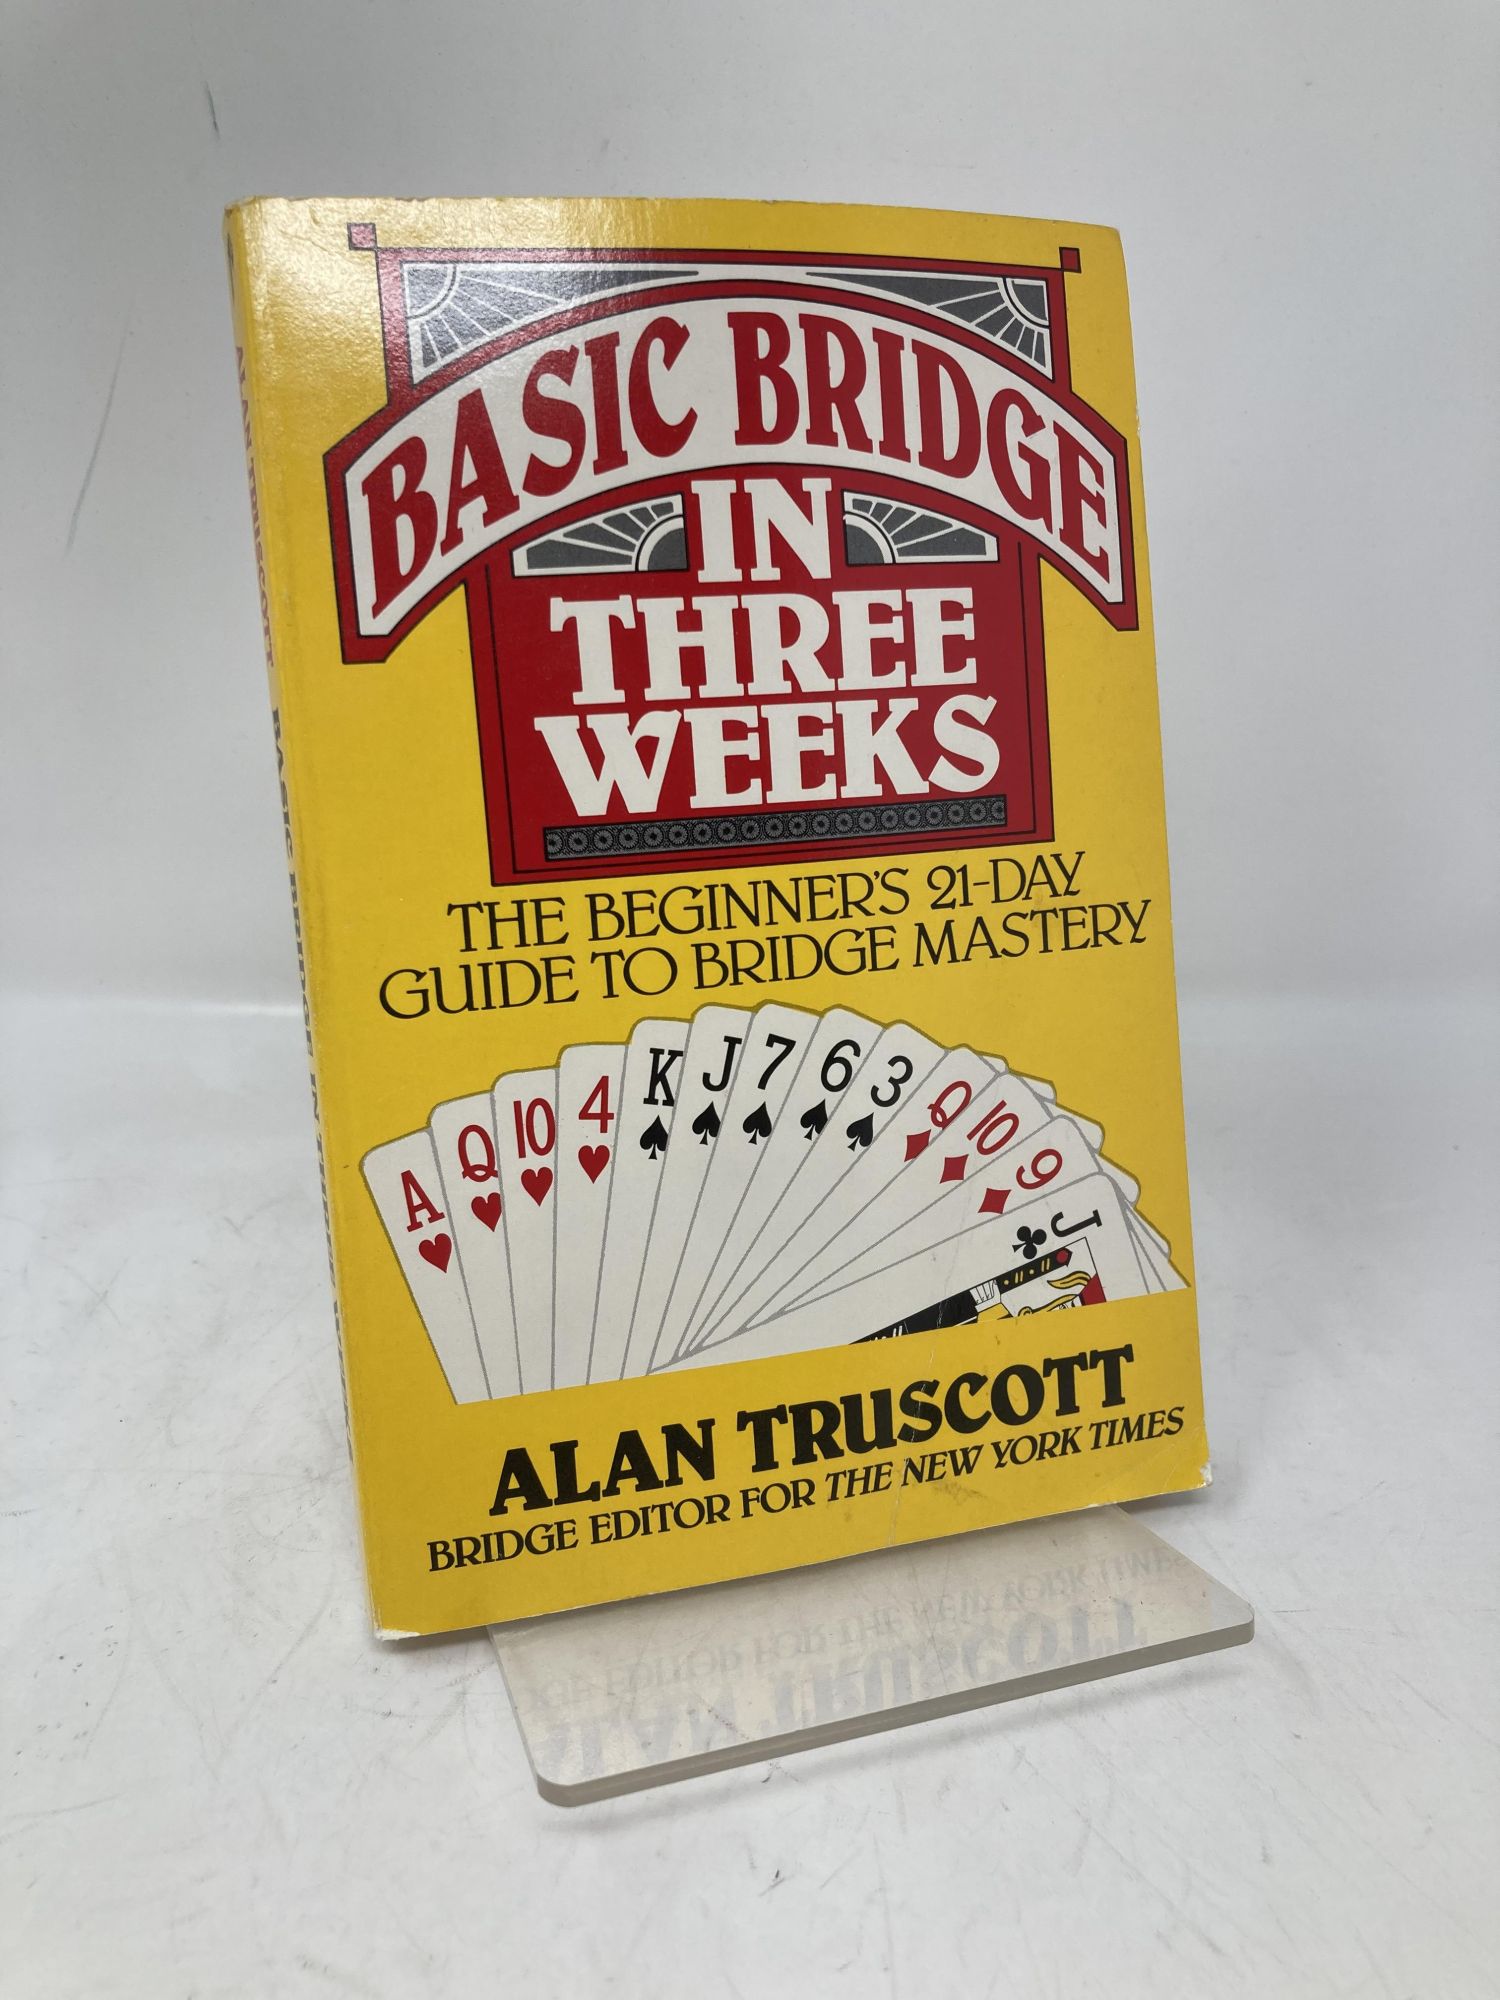 BASIC BRIDGE
IN
THREE
WEEKS
THE BEGINNER'S 21-DAY
GUIDE TO BRIDGE MASTERY
A Q 10 4 K J 7 6 3 Q 10 9 J
ALAN TRUSCOTT
BRIDGE EDITOR FOR THE NEW YORK TIMES
ALAN TRUSCOTT BASIC BRIDGE IN THREE WEEKS